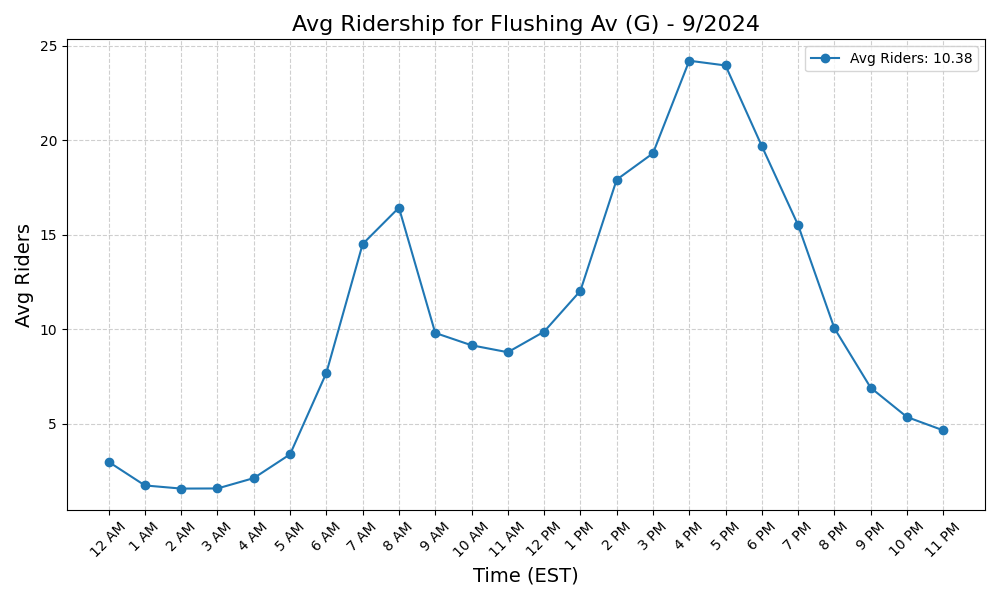 Avg Ridership for Flushing Av (G) - 9/2024
Avg Riders: 10.38
Avg Riders
25
20
15
10
5
12 AM
1 AM
2 AM
3 AM
4 AM
5 AM
6 AM
7 AM
8 AM
9 AM
10 AM
11 AM
12 PM
1 PM
2 PM
3 PM
4 PM
5 PM
6 PM
7 PM
8 PM
9 PM
10 PM
11 PM
Time (EST)